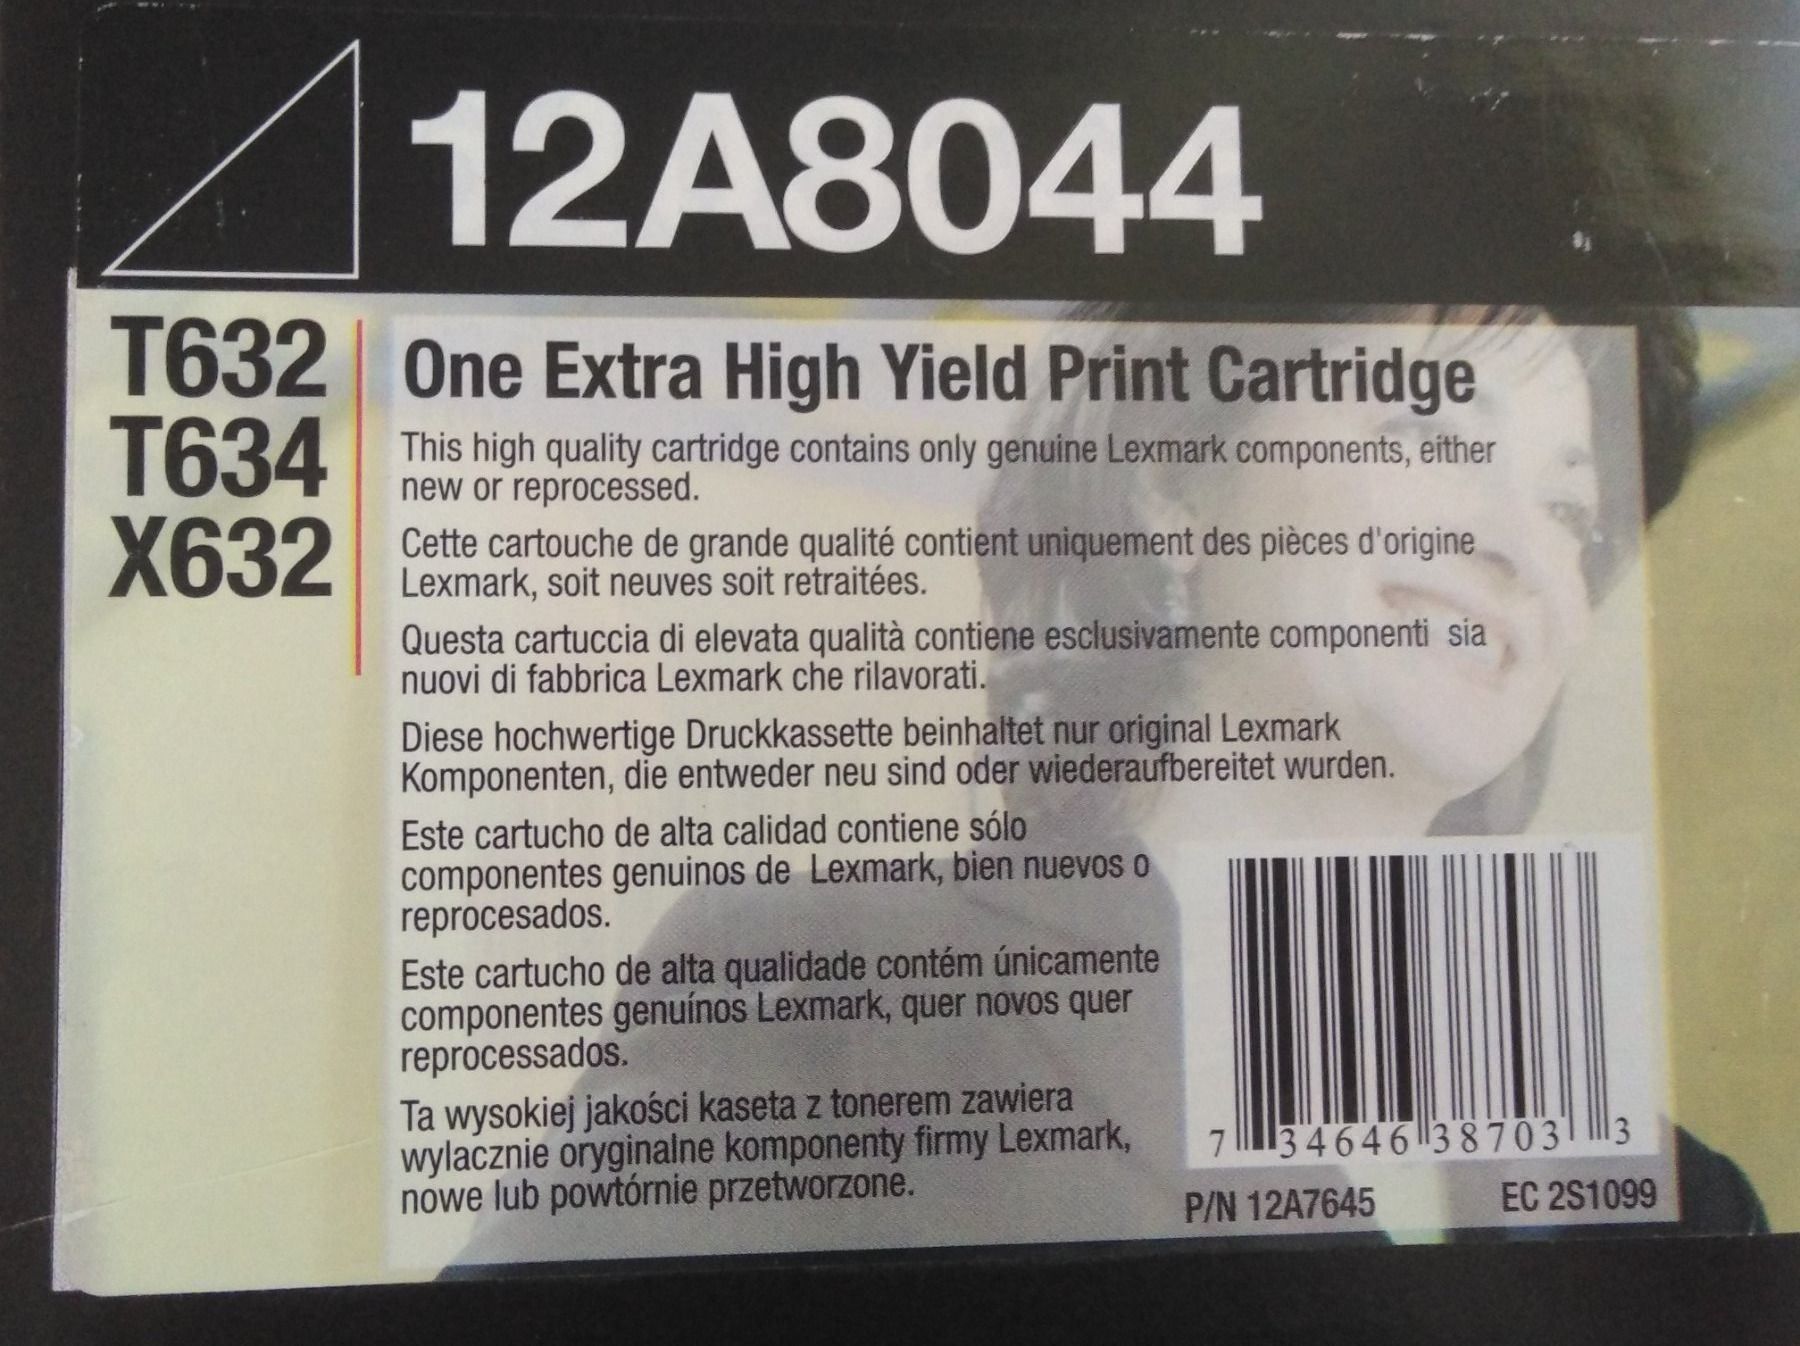 12A8044
T632
T634
X632
One Extra High Yield Print Cartridge
This high quality cartridge contains only genuine Lexmark components, either
new or reprocessed.
Cette cartouche de grande qualité contient uniquement des pièces d'origine
Lexmark, soit neuves soit retraitées.
Questa cartuccia di elevata qualità contiene esclusivamente componenti sia
nuovi di fabbrica Lexmark che rilavorati.
Diese hochwertige Druckkassette beinhaltet nur original Lexmark
Komponenten, die entweder neu sind oder wiederaufbereitet wurden.
Este cartucho de alta calidad contiene sólo
componentes genuinos de Lexmark, bien nuevos o
reprocesados.
Este cartucho de alta qualidade contém únicamente
componentes genuínos Lexmark, quer novos quer
reprocessados.
Ta wysokiej jakości kaseta z tonerem zawiera
wylacznie oryginalne komponenty firmy Lexmark,
nowe lub powtórnie przetworzone.
7 34646 38703 3
P/N 12A7645 EC 2S1099